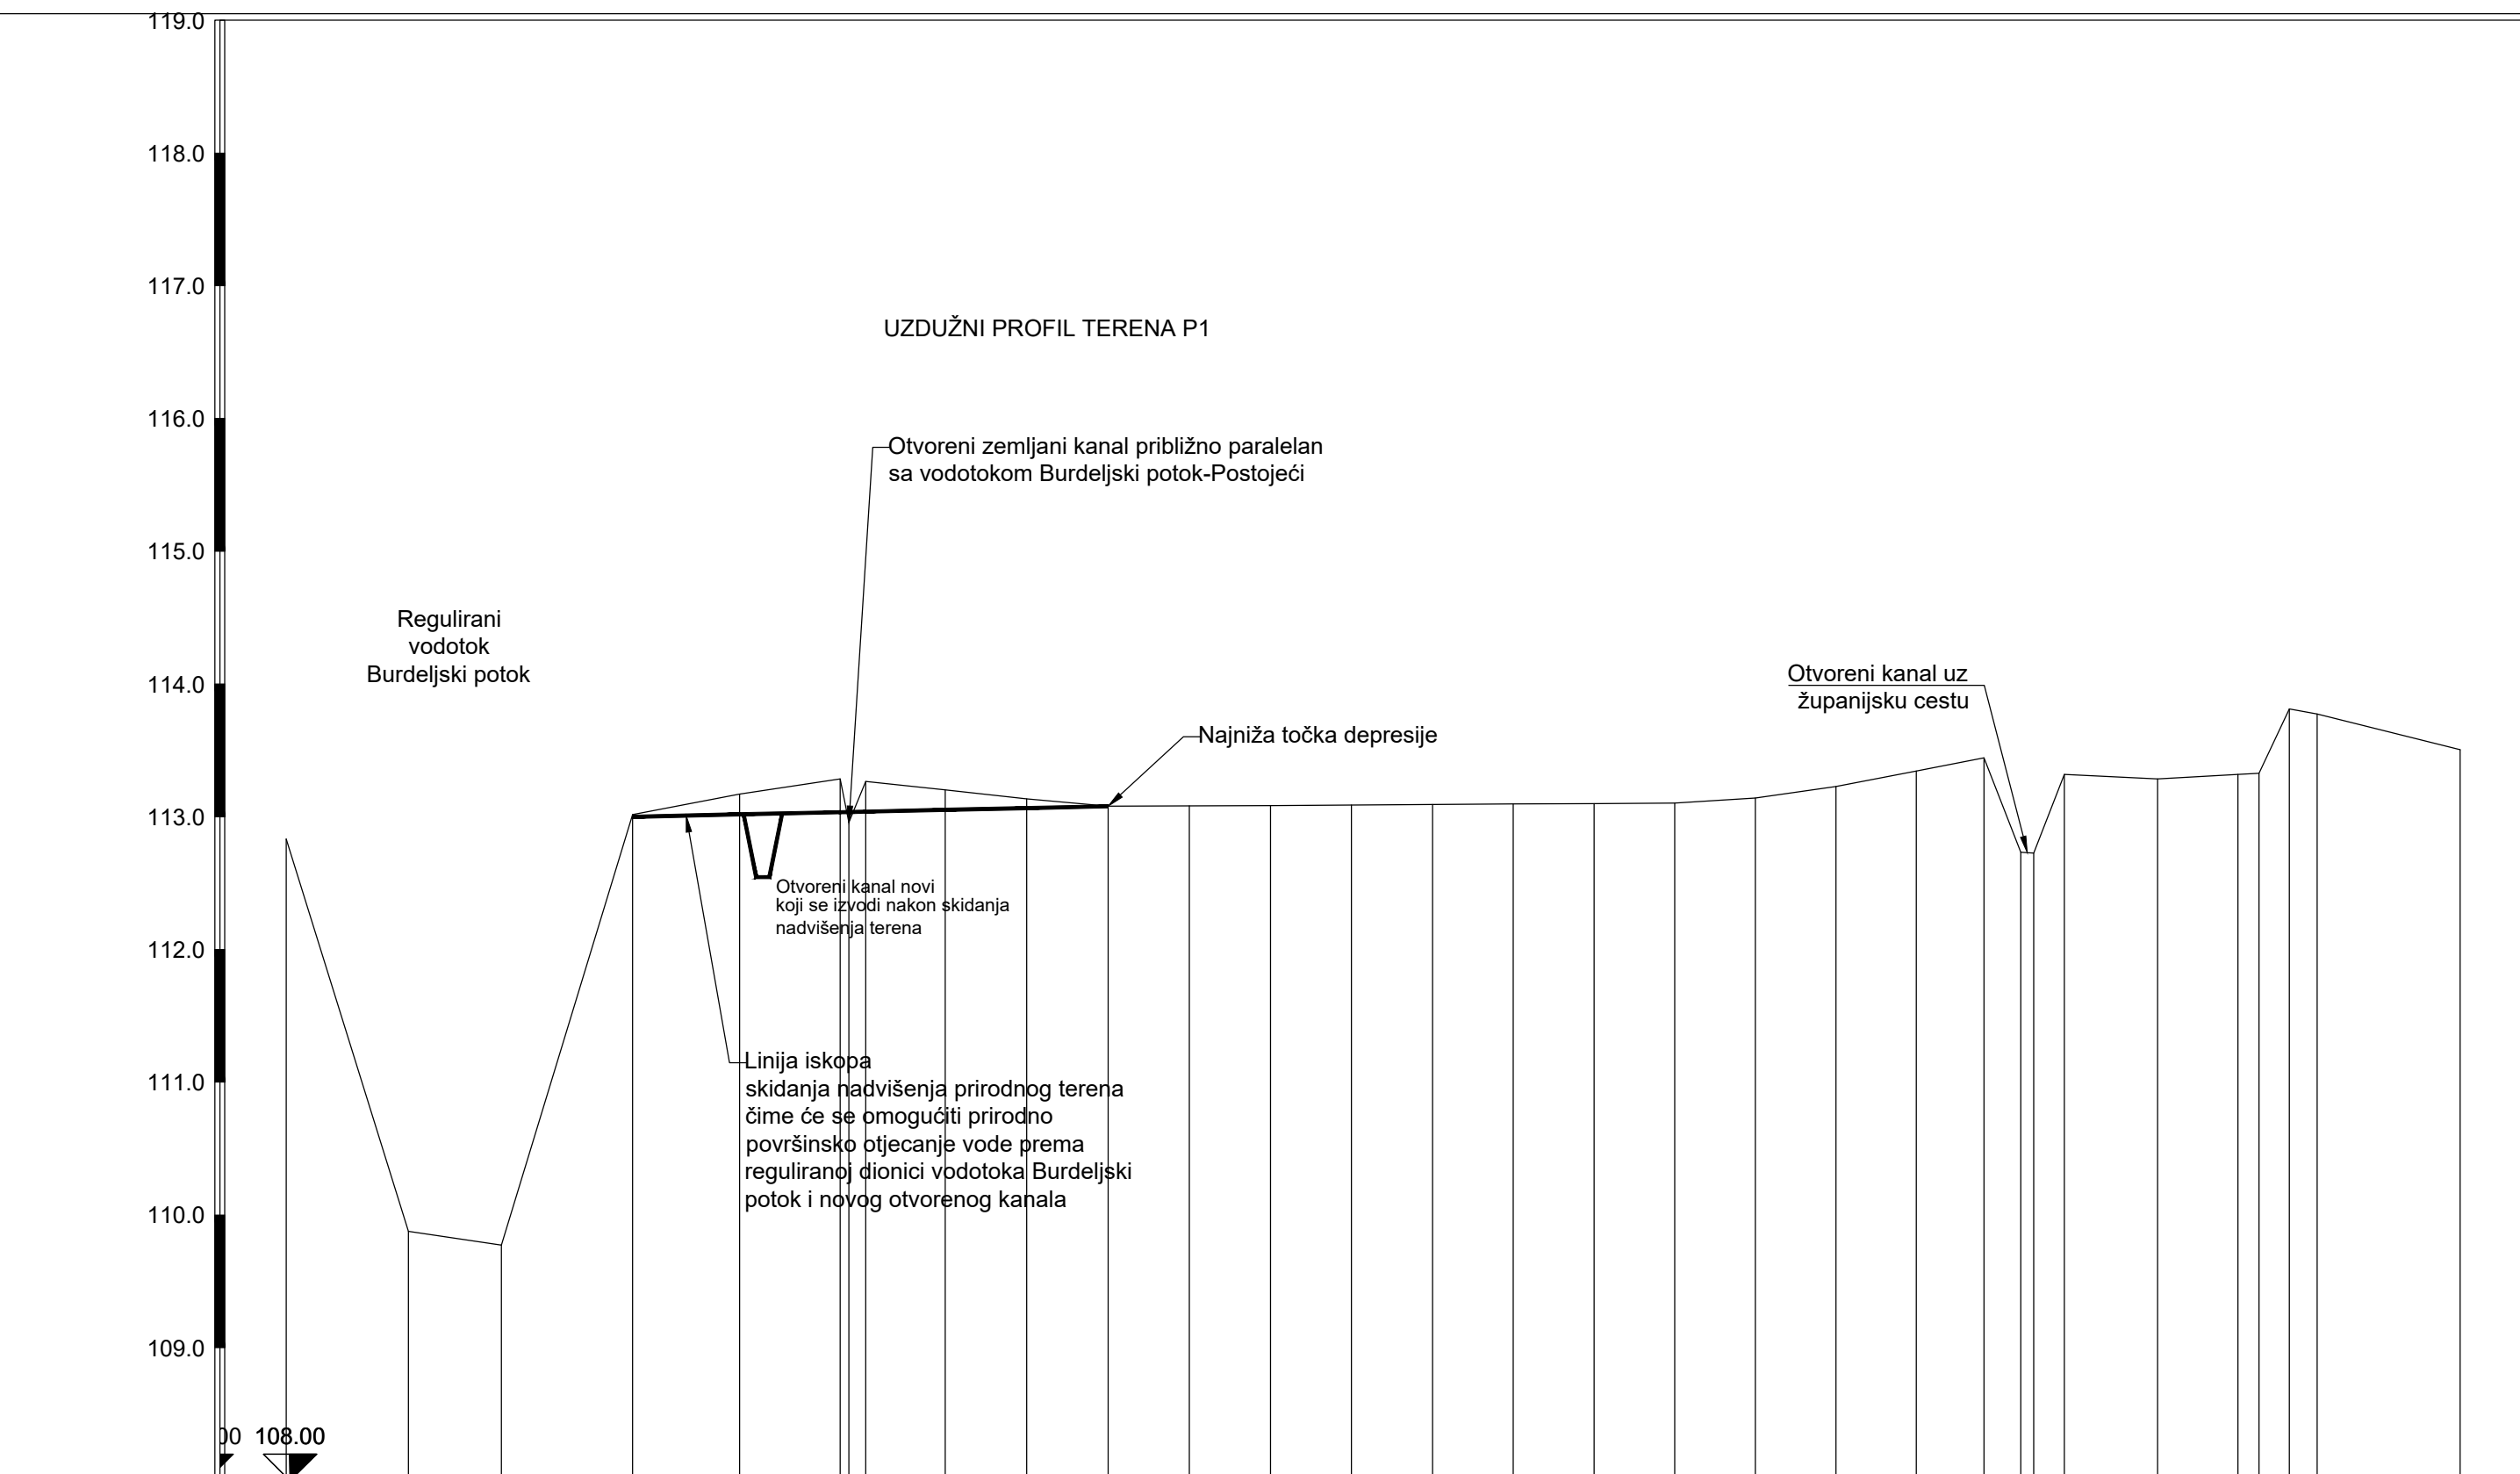 119.0
118.0
117.0
UZDUŽNI PROFIL TERENA P1
116.0
Otvoreni zemljani kanal približno paralelan
sa vodotokom Burdeljski potok-Postojeći
115.0
Regulirani
vodotok
Burdeljski potok
114.0
Otvoreni kanal uz
županijsku cestu
Najniža točka depresije
113.0
Otvoreni kanal novi
koji se izvodi nakon skidanja
nadvišenja terena
112.0
Linija iskopa
skidanja nadvišenja prirodnog terena
čime će se omogućiti prirodno
površinsko otjecanje vode prema
reguliranoj dionici vodotoka Burdeljski
potok i novog otvorenog kanala
111.0
110.0
109.0
00 108.00